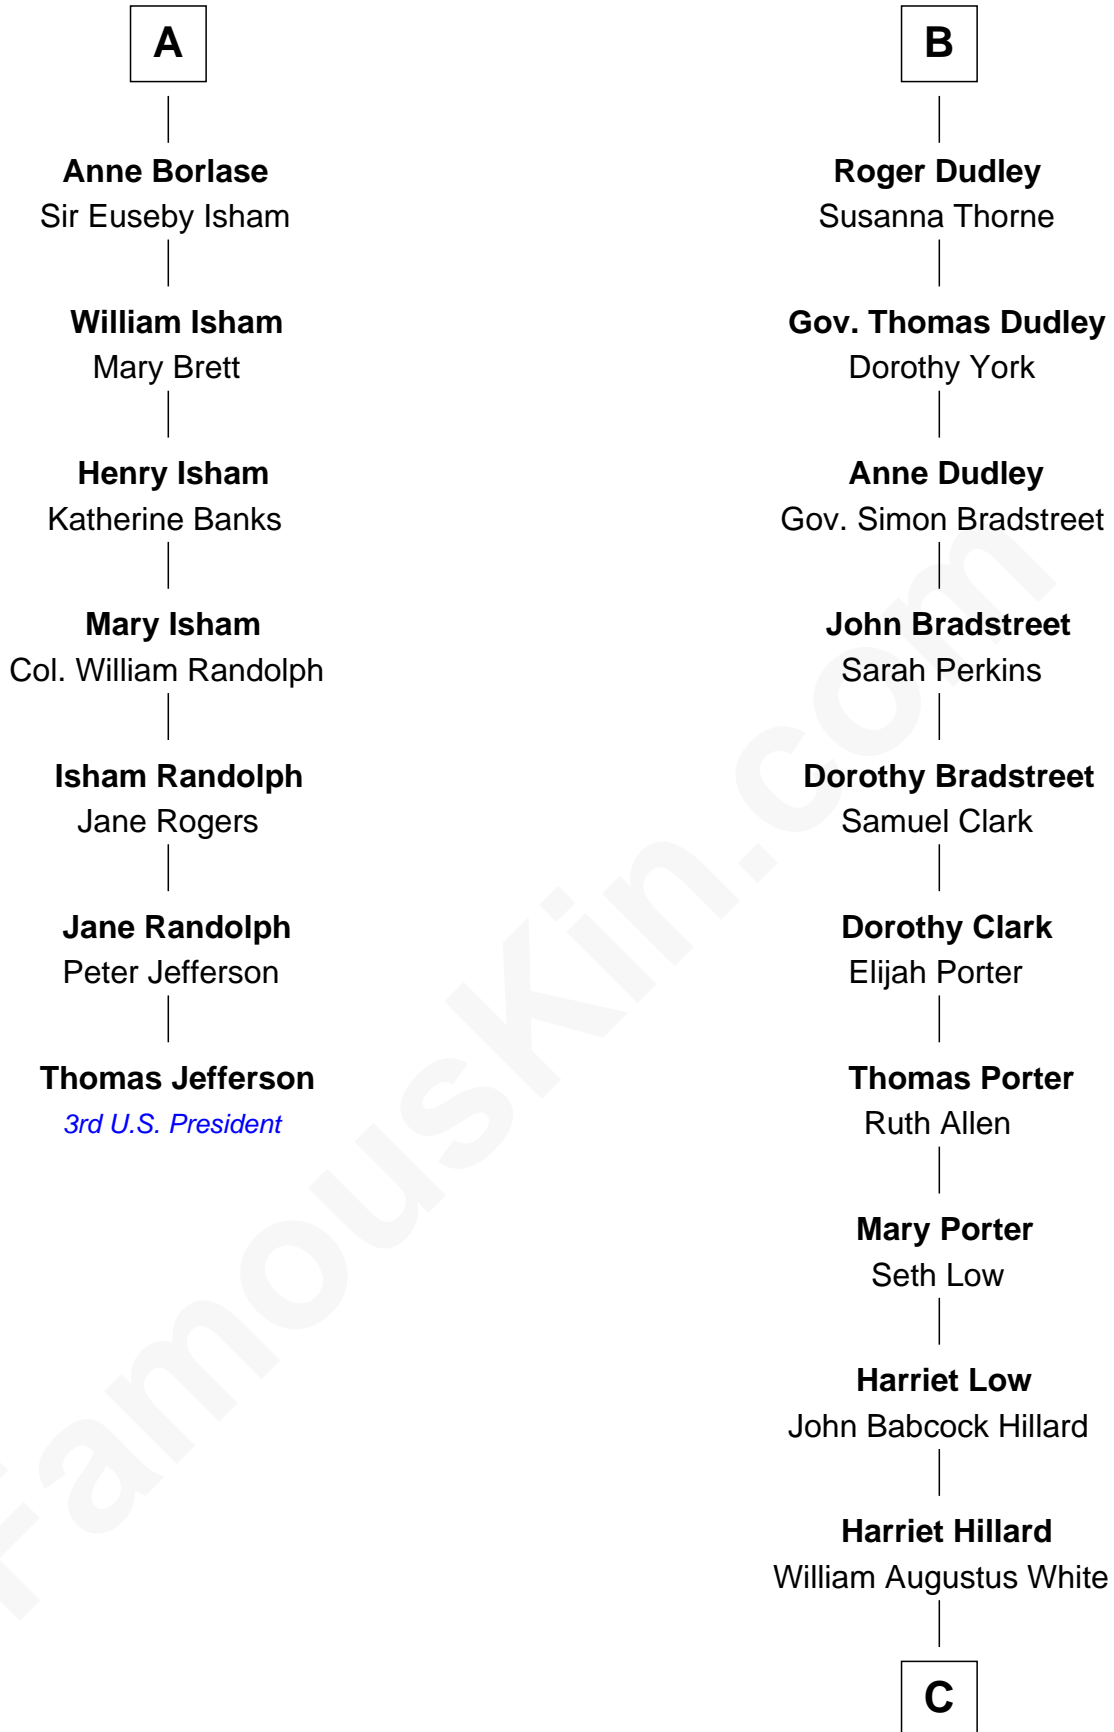 A
Anne Borlase
Sir Euseby Isham
William Isham
Mary Brett
Henry Isham
Katherine Banks
Mary Isham
Col. William Randolph
Isham Randolph
Jane Rogers
Jane Randolph
Peter Jefferson
Thomas Jefferson
3rd U.S. President
B
Roger Dudley
Susanna Thorne
Gov. Thomas Dudley
Dorothy York
Anne Dudley
Gov. Simon Bradstreet
John Bradstreet
Sarah Perkins
Dorothy Bradstreet
Samuel Clark
Dorothy Clark
Elijah Porter
Thomas Porter
Ruth Allen
Mary Porter
Seth Low
Harriet Low
John Babcock Hillard
Harriet Hillard
William Augustus White
C
FamousKin.com